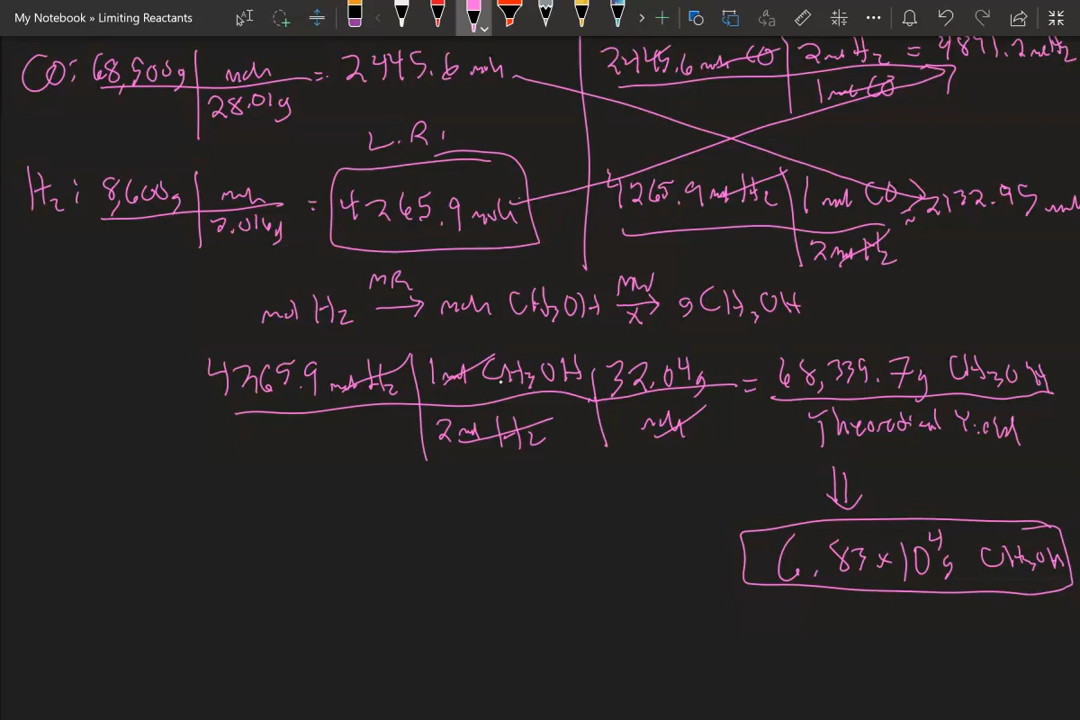 My Notebook » Limiting Reactants
CO: 68,500g | mol = 2445.6 mol
28.01g
2445.6 mol CO | 2 mol H2 = 4891.2 mol H2
1 mol CO
L.R.
H2: 8,600g | mol = 4265.9 mol
2.016g
4265.9 mol H2 | 1 mol CO = 2132.95 mol
2 mol H2
mol H2 MR → mol CH3OH MW x → g CH3OH
4265.9 mol H2 | 1 mol CH3OH | 32.04g = 68,339.7g CH3OH
2 mol H2 | mol
Theoretical Yield
⇓
6.83 x 10^4 g CH3OH